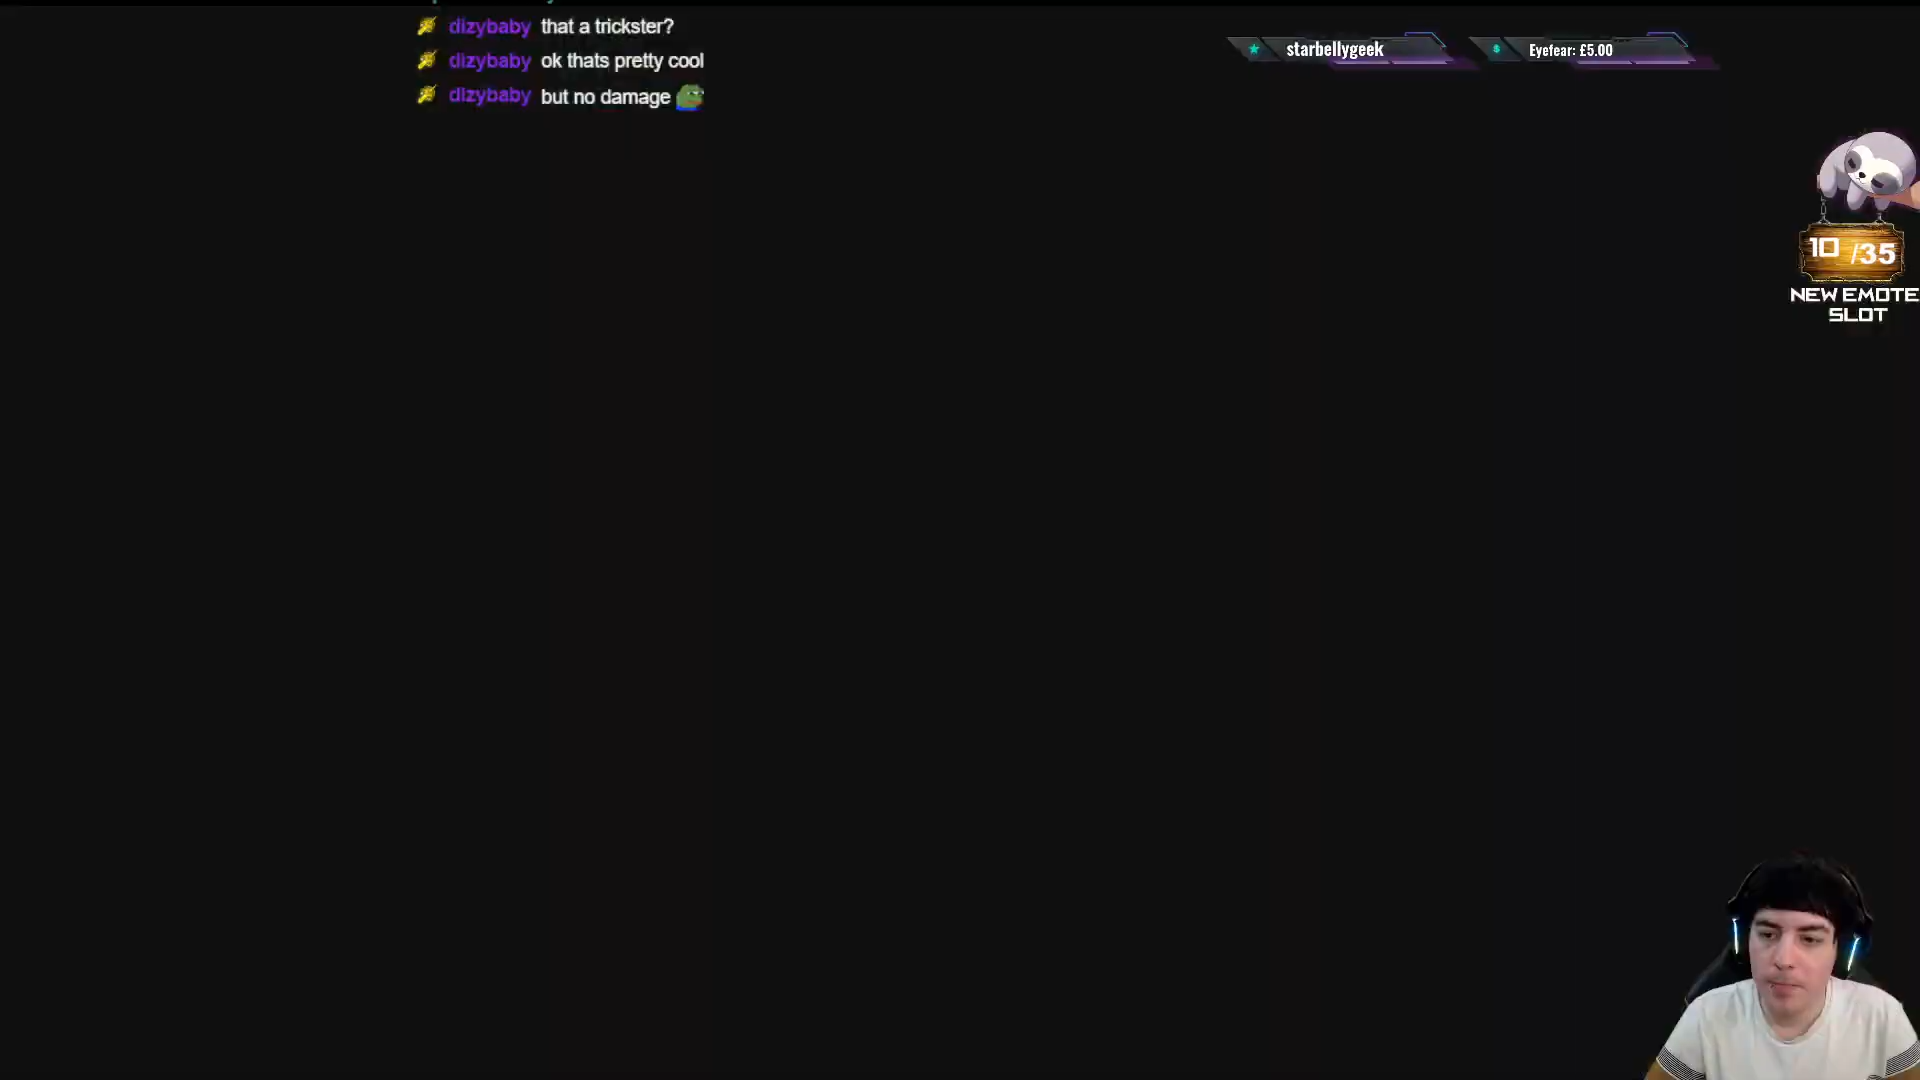 dizybaby that a trickster?
dizybaby ok thats pretty cool
dizybaby but no damage
starbellygeek
Eyefear: £5.00
10 /35
NEW EMOTE
SLOT